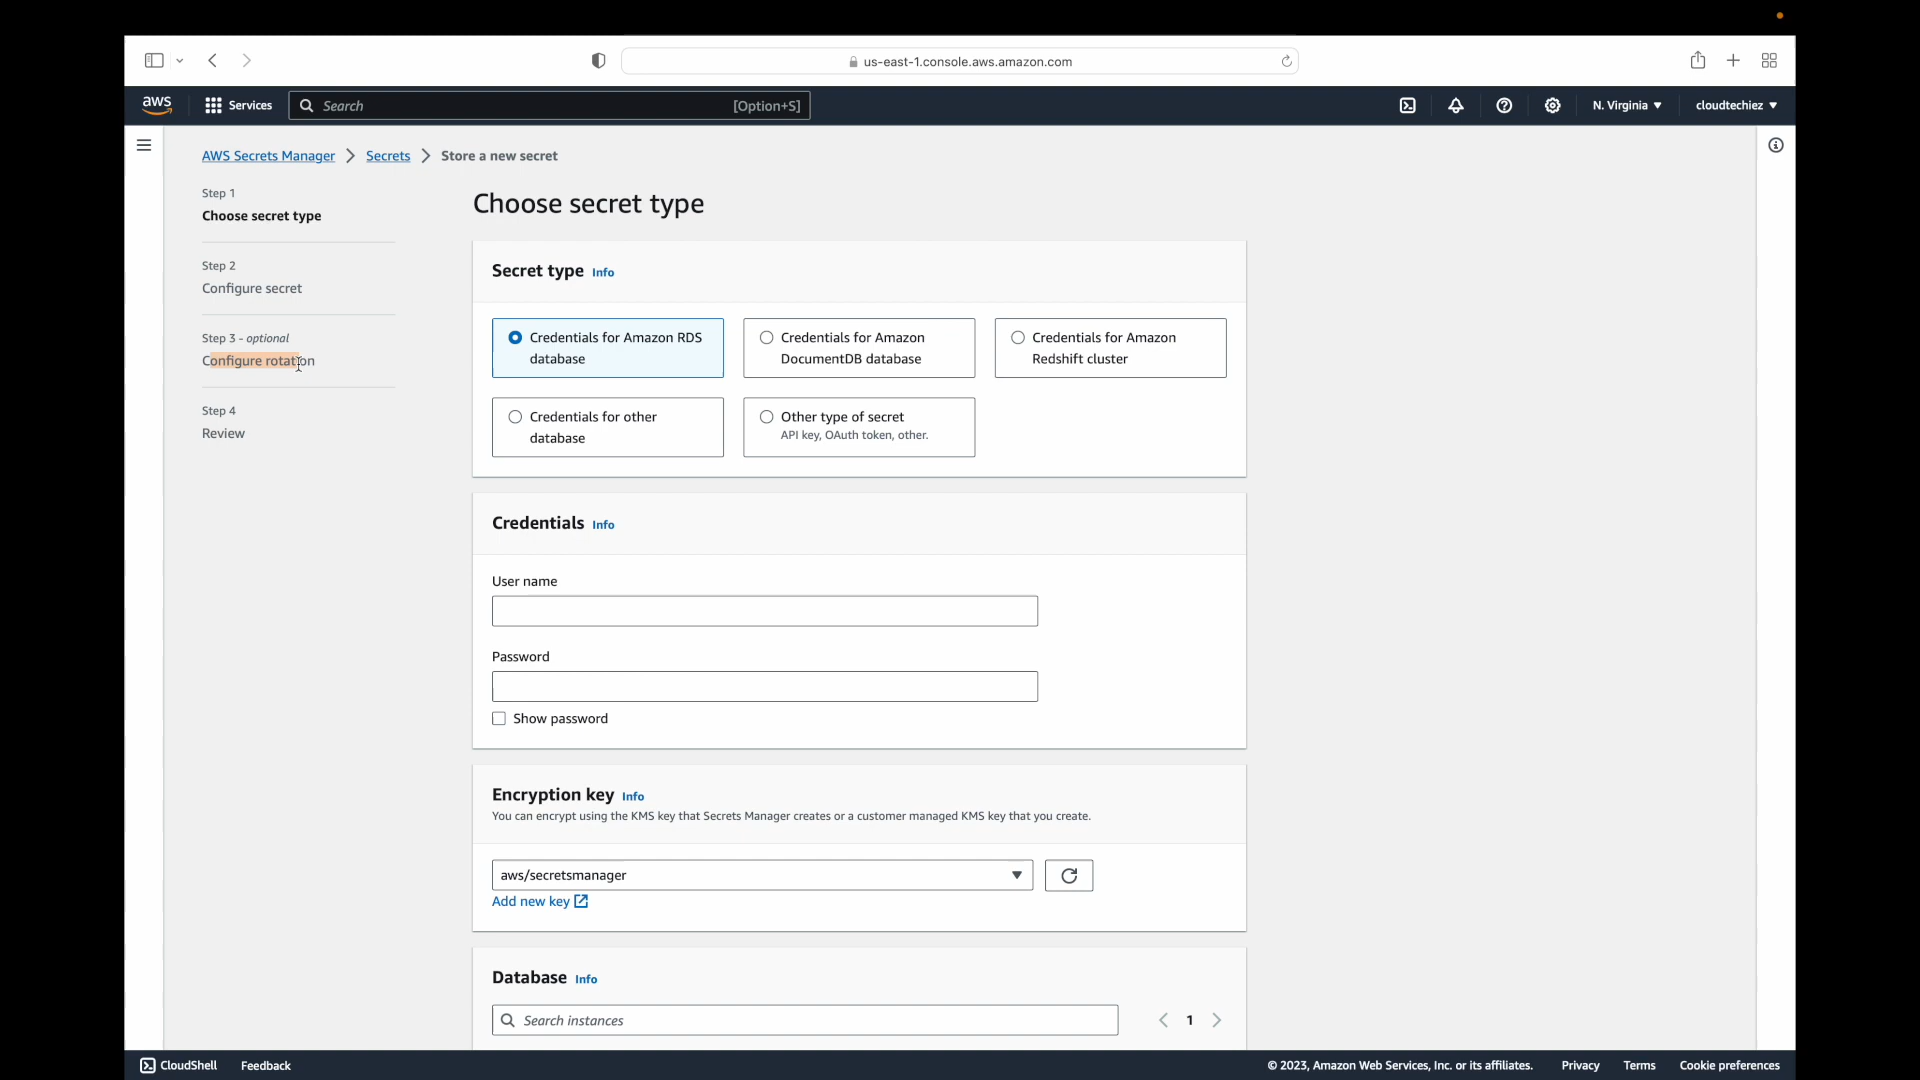 us-east-1.console.aws.amazon.com
aws
Services
Search
[Option+S]
N. Virginia
cloudtechiez
AWS Secrets Manager
Secrets
Store a new secret
Step 1
Choose secret type
Step 2
Configure secret
Step 3 - optional
Configure rotation
Step 4
Review
Choose secret type
Secret type Info
Credentials for Amazon RDS
database
Credentials for Amazon
DocumentDB database
Credentials for Amazon
Redshift cluster
Credentials for other
database
Other type of secret
API key, OAuth token, other.
Credentials Info
User name
Password
Show password
Encryption key Info
You can encrypt using the KMS key that Secrets Manager creates or a customer managed KMS key that you create.
aws/secretsmanager
Add new key
Database Info
Search instances
1
CloudShell
Feedback
© 2023, Amazon Web Services, Inc. or its affiliates.
Privacy
Terms
Cookie preferences